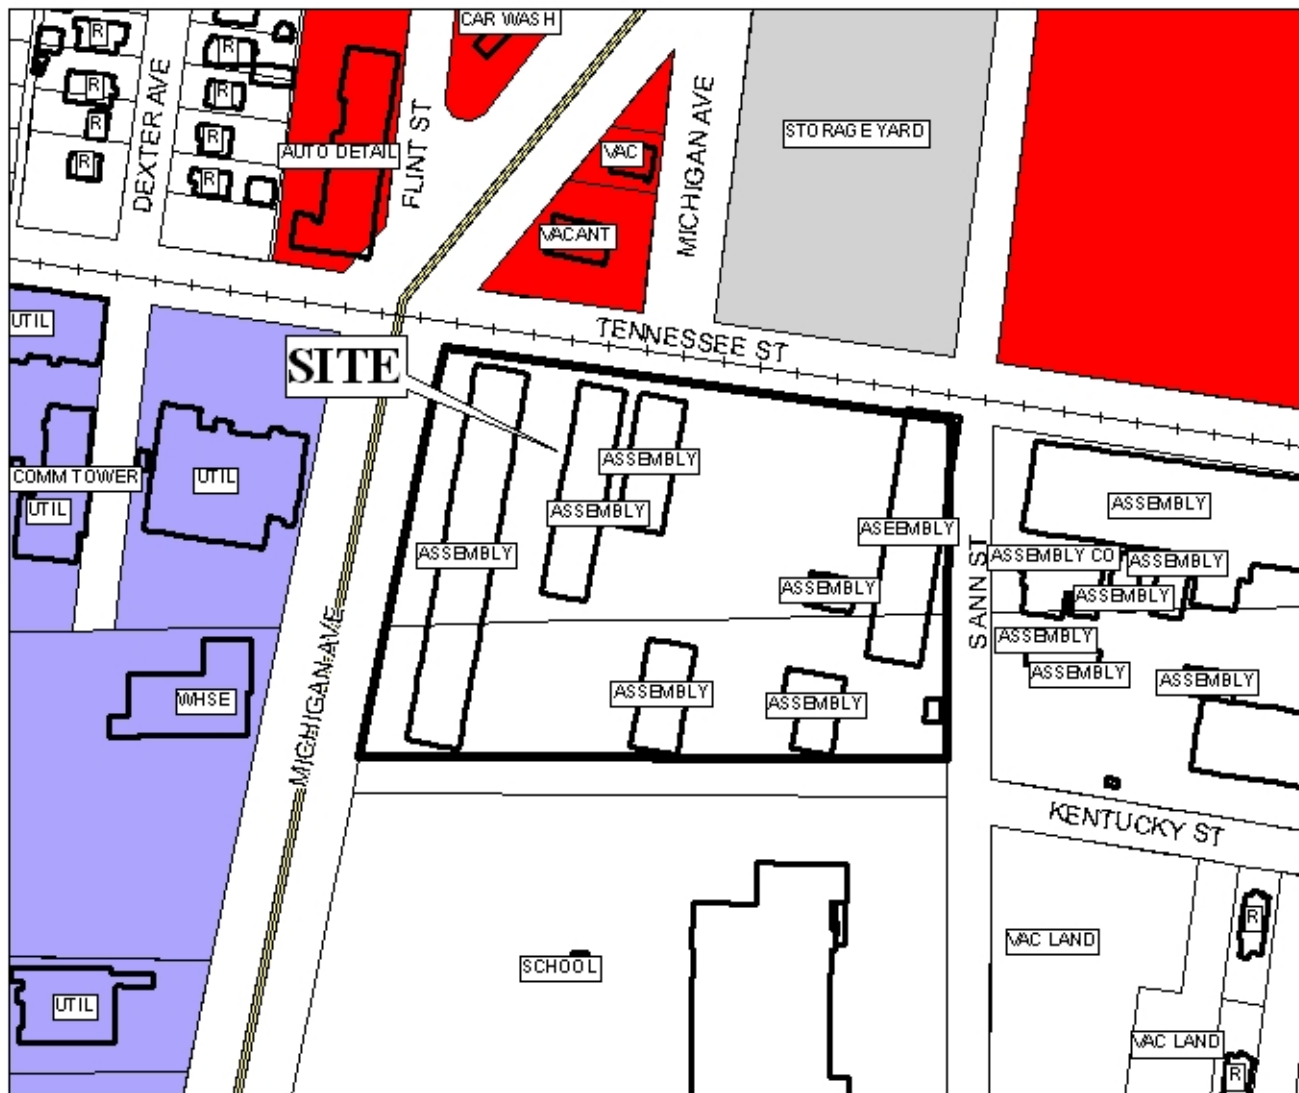 CAR WASH
R
R
R
R
R
R
R
R
DEXTER AVE
AUTO DETAIL
FLINT ST
VAC
VACANT
MICHIGAN AVE
STORAGE YARD
UTIL
SITE
TENNESSEE ST
COMM TOWER
UTIL
UTIL
ASSEMBLY
ASSEMBLY
ASSEMBLY
ASEEMBLY
ASSEMBLY
ASSEMBLY
ASSEMBLY
S ANN ST
ASSEMBLY
ASSEMBLY CO
ASSEMBLY
ASSEMBLY
ASSEMBLY
ASSEMBLY
ASSEMBLY
MICHIGAN AVE
WHSE
KENTUCKY ST
SCHOOL
VAC LAND
R
UTIL
VAC LAND
R